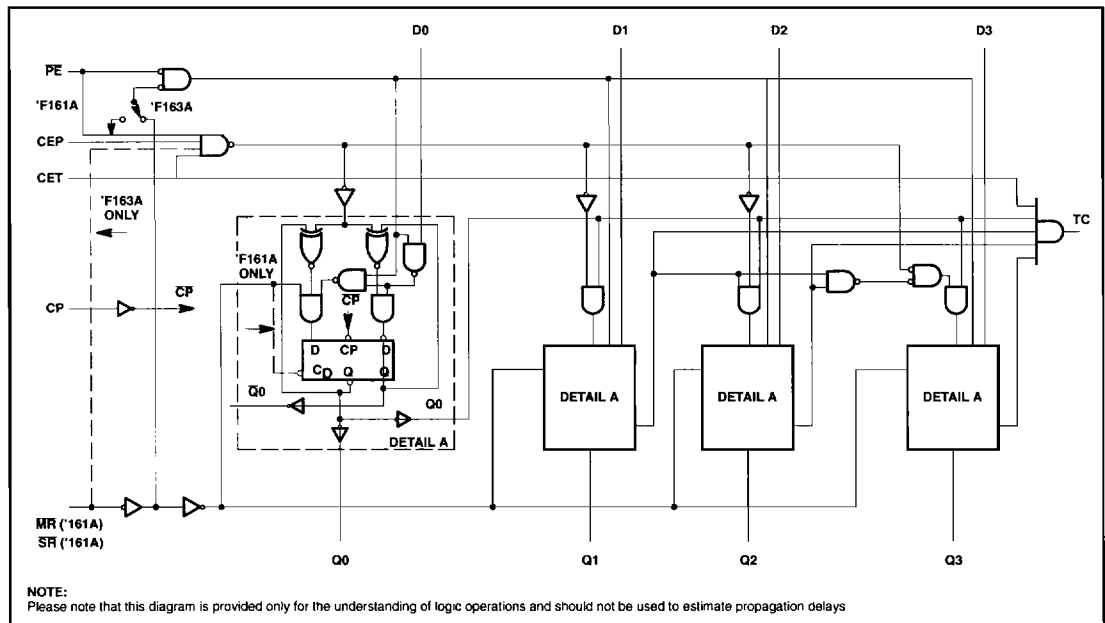 D0 D1 D2 D3
PE
'F161A 'F163A
CEP
CET
'F163A
ONLY
TC
'F161A
ONLY
CP CP
CP
D CP D
CD Q Q
Q0 Q0
DETAIL A
DETAIL A
DETAIL A
DETAIL A
MR ('161A)
SR ('161A)
Q0 Q1 Q2 Q3
NOTE:
Please note that this diagram is provided only for the understanding of logic operations and should not be used to estimate propagation delays